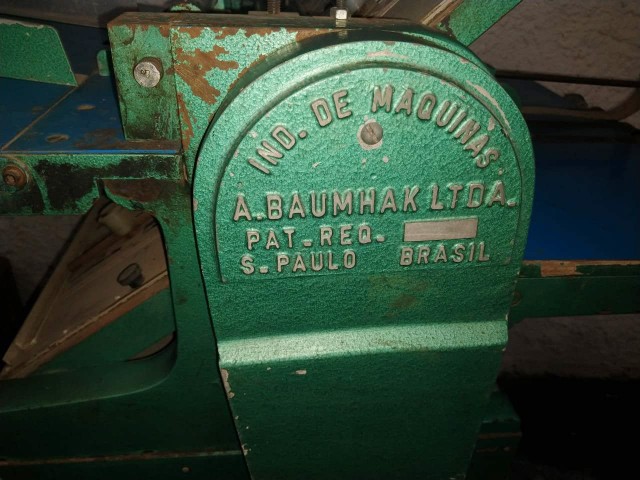 IND. DE MAQUINAS.
A. BAUMHAK LTDA.
PAT. REQ.
S. PAULO BRASIL